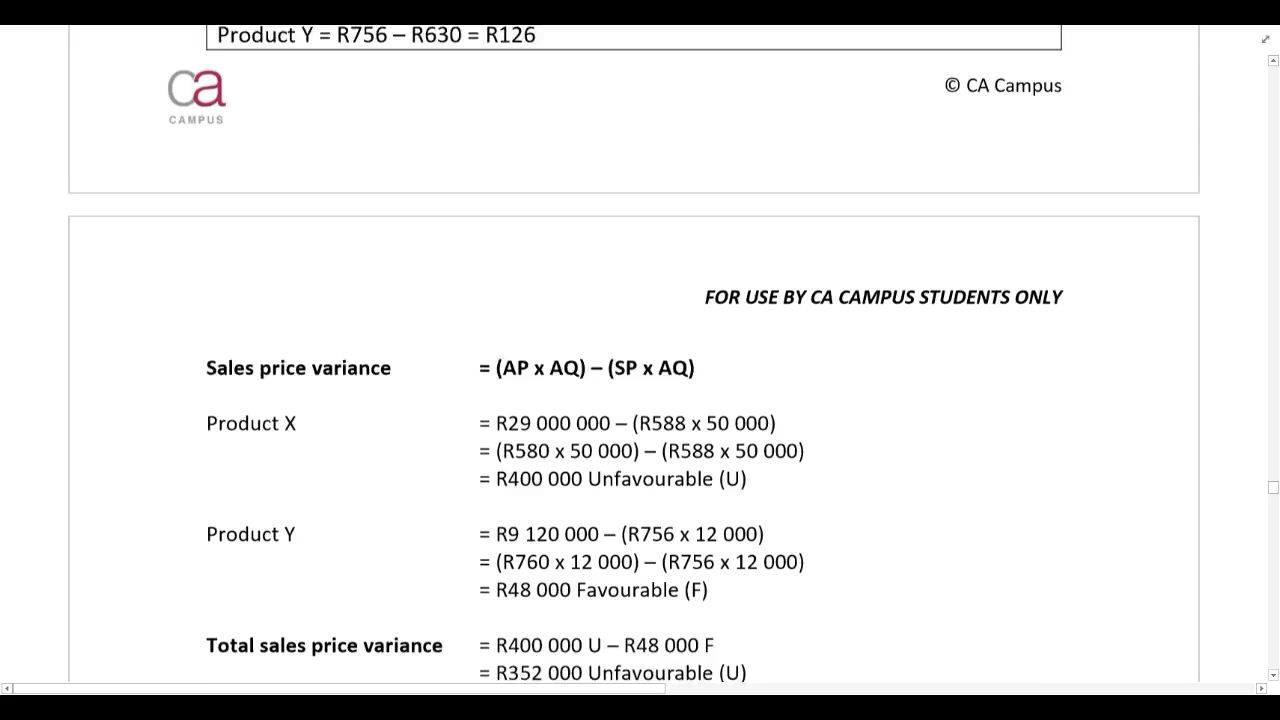 Product Y = R756 – R630 = R126
ca
CAMPUS
© CA Campus
FOR USE BY CA CAMPUS STUDENTS ONLY
Sales price variance = (AP x AQ) – (SP x AQ)
Product X = R29 000 000 – (R588 x 50 000)
= (R580 x 50 000) – (R588 x 50 000)
= R400 000 Unfavourable (U)
Product Y = R9 120 000 – (R756 x 12 000)
= (R760 x 12 000) – (R756 x 12 000)
= R48 000 Favourable (F)
Total sales price variance = R400 000 U – R48 000 F
= R352 000 Unfavourable (U)